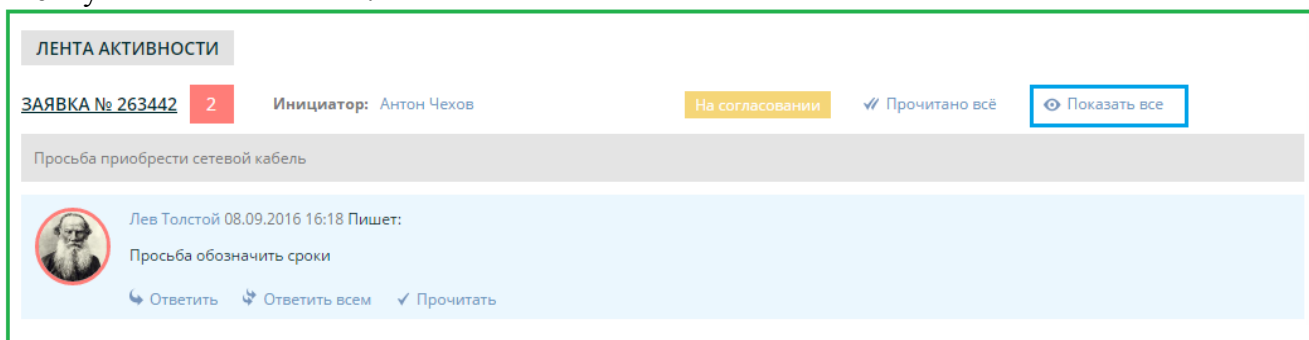 ЛЕНТА АКТИВНОСТИ
ЗАЯВКА № 263442 2 Инициатор: Антон Чехов На согласовании Прочитано всё Показать все
Просьба приобрести сетевой кабель
Лев Толстой 08.09.2016 16:18 Пишет:
Просьба обозначить сроки
Ответить Ответить всем Прочитать